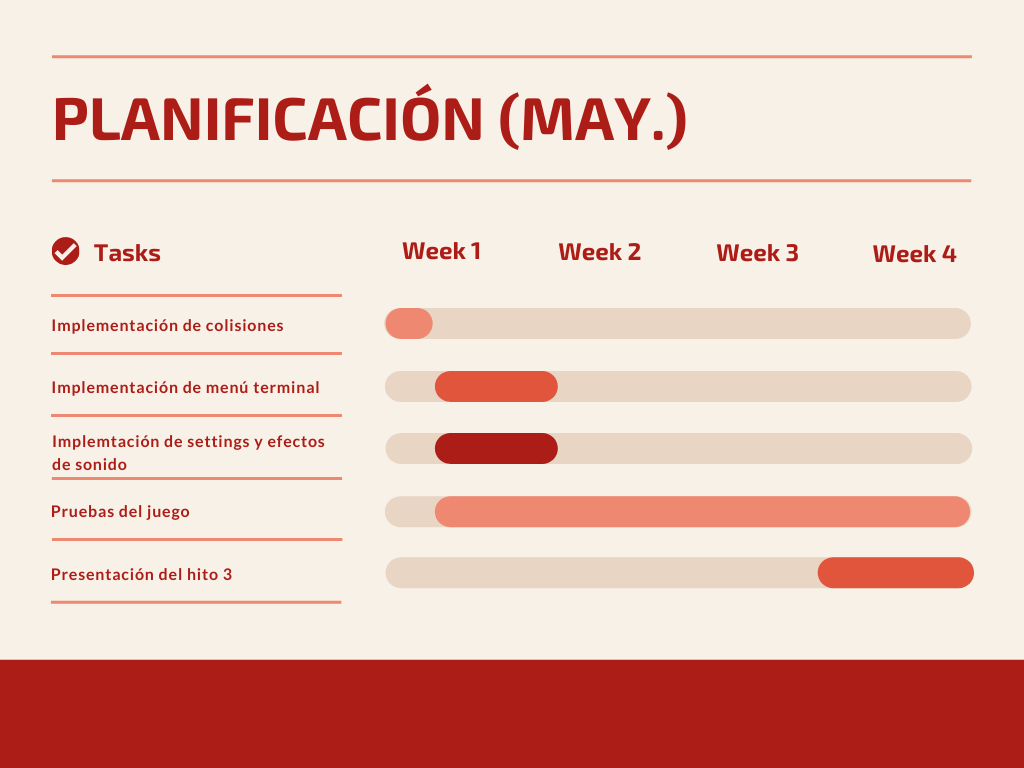 PLANIFICACIÓN (MAY.)
Tasks
Week 1
Week 2
Week 3
Week 4
Implementación de colisiones
Implementación de menú terminal
Implemtación de settings y efectos
de sonido
Pruebas del juego
Presentación del hito 3